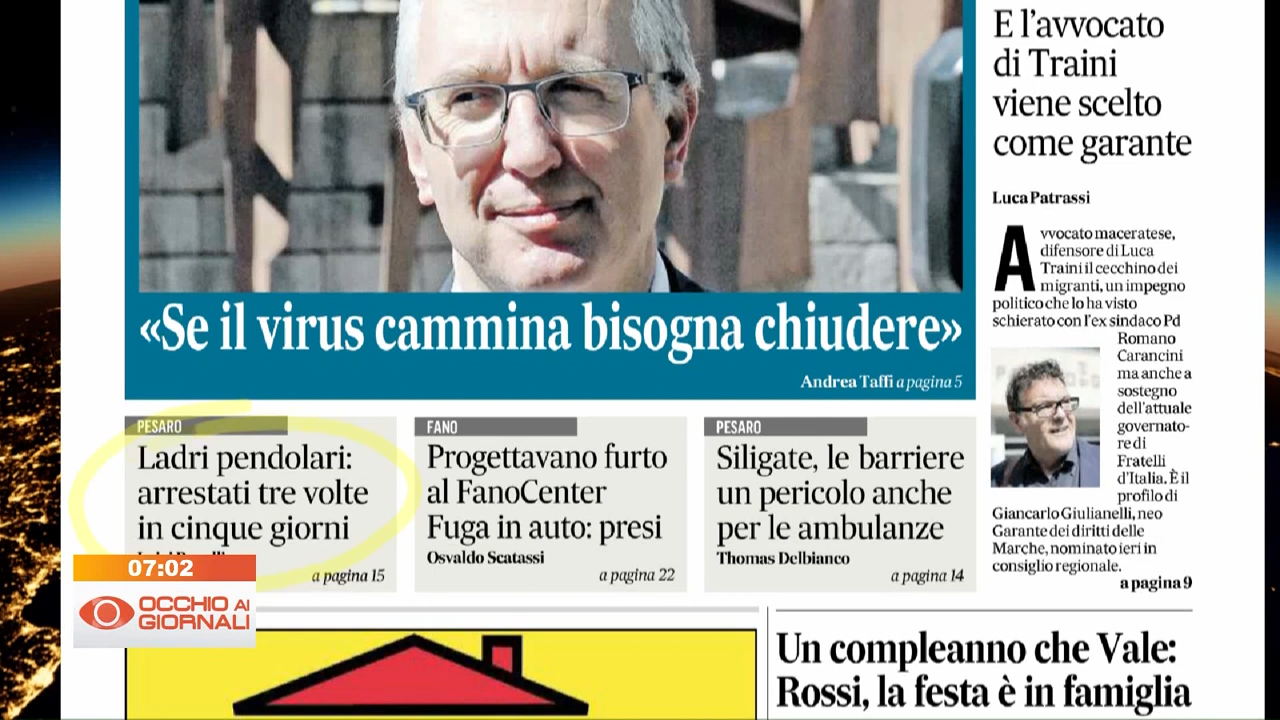 E l'avvocato
di Traini
viene scelto
come garante
Luca Patrassi
Avvocato maceratese,
difensore di Luca
Traini il cecchino dei
migranti, un impegno
politico che lo ha visto
schierato con l'ex sindaco Pd
Romano
Carancini
ma anche a
sostegno
dell'attuale
governato-
re di
Fratelli
d'Italia. È il
profilo di
Giancarlo Giulianelli, neo
Garante dei diritti delle
Marche, nominato ieri in
consiglio regionale.
a pagina 9
«Se il virus cammina bisogna chiudere»
Andrea Taffi a pagina 5
PESARO
Ladri pendolari:
arrestati tre volte
in cinque giorni
a pagina 15
FANO
Progettavano furto
al FanoCenter
Fuga in auto: presi
Osvaldo Scatassi
a pagina 22
PESARO
Siligate, le barriere
un pericolo anche
per le ambulanze
Thomas Delbianco
a pagina 14
07:02
OCCHIO AI
GIORNALI
Un compleanno che Vale:
Rossi, la festa è in famiglia